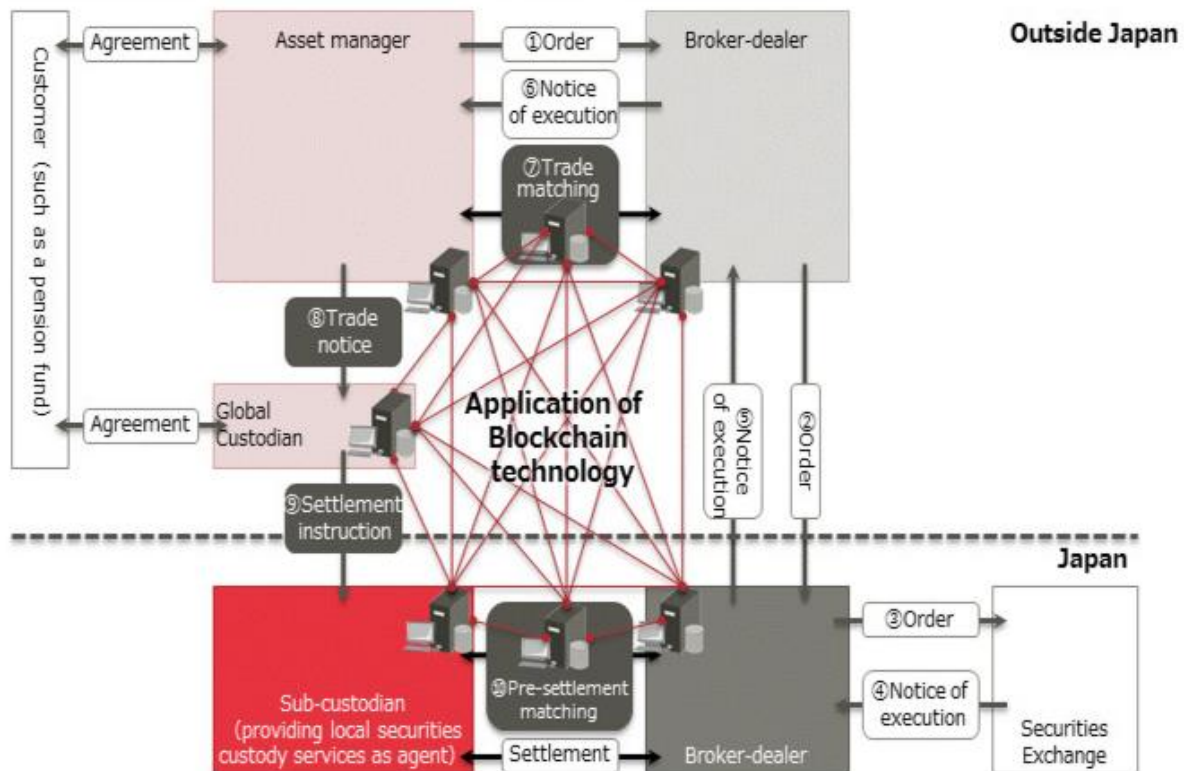 Outside Japan
Customer (such as a pension fund)
Agreement
Asset manager
①Order
Broker-dealer
⑥Notice
of execution
⑦Trade
matching
⑧Trade
notice
Agreement
Global
Custodian
Application of
Blockchain
technology
⑤Notice
of execution
②Order
⑨Settlement
instruction
Japan
③Order
④Notice of
execution
Securities
Exchange
Sub-custodian
(providing local securities
custody services as agent)
⑩Pre-settlement
matching
Settlement
Broker-dealer